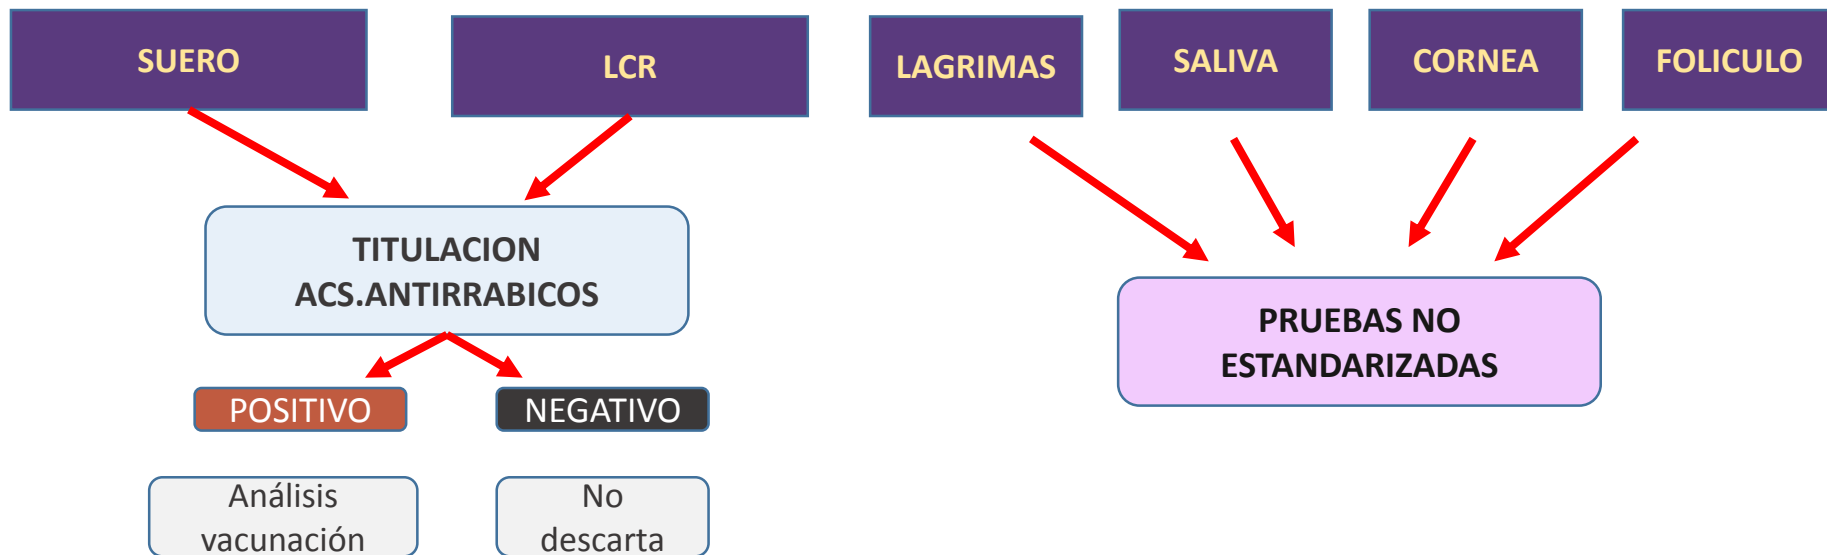 SUERO
LCR
LAGRIMAS
SALIVA
CORNEA
FOLICULO
TITULACION
ACS.ANTIRRABICOS
PRUEBAS NO
ESTANDARIZADAS
POSITIVO
NEGATIVO
Análisis
vacunación
No
descarta